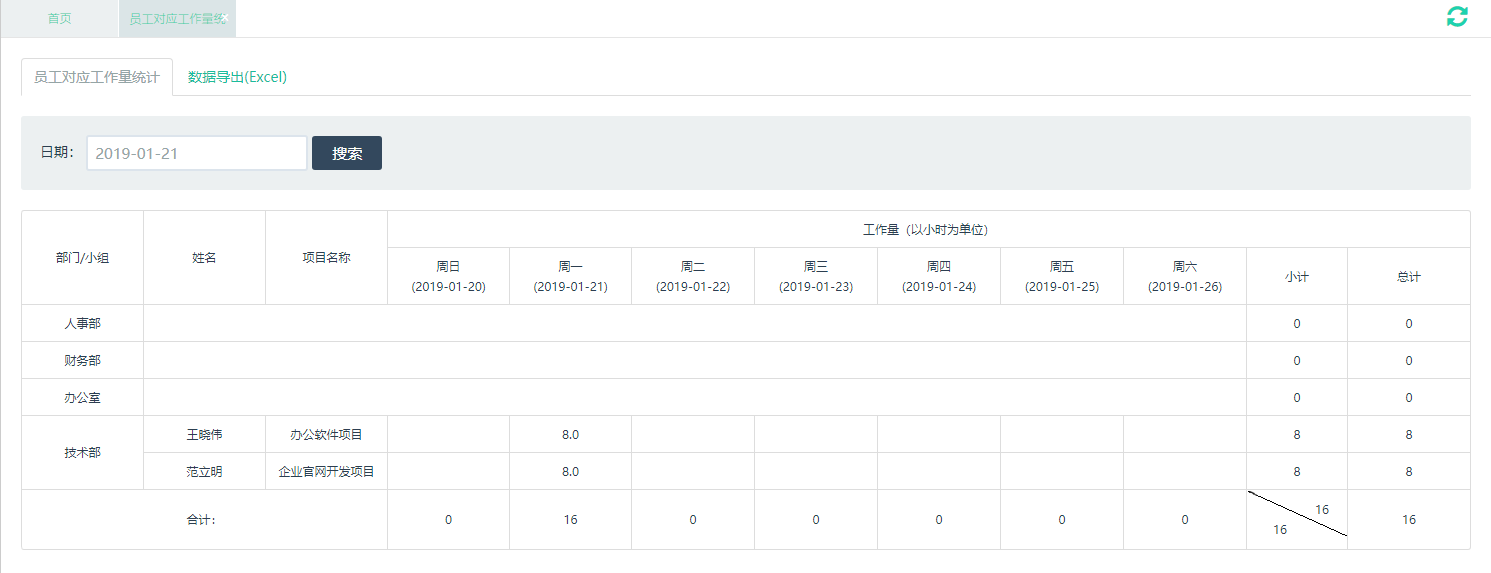 首页
员工对应工作量统
员工对应工作量统计
数据导出(Excel)
日期：
2019-01-21
搜索
部门/小组
姓名
项目名称
工作量（以小时为单位）
周日
(2019-01-20)
周一
(2019-01-21)
周二
(2019-01-22)
周三
(2019-01-23)
周四
(2019-01-24)
周五
(2019-01-25)
周六
(2019-01-26)
小计
总计
人事部
0
0
财务部
0
0
办公室
0
0
技术部
王晓伟
办公软件项目
8.0
8
8
范立明
企业官网开发项目
8.0
8
8
合计：
0
16
0
0
0
0
0
16
16
16